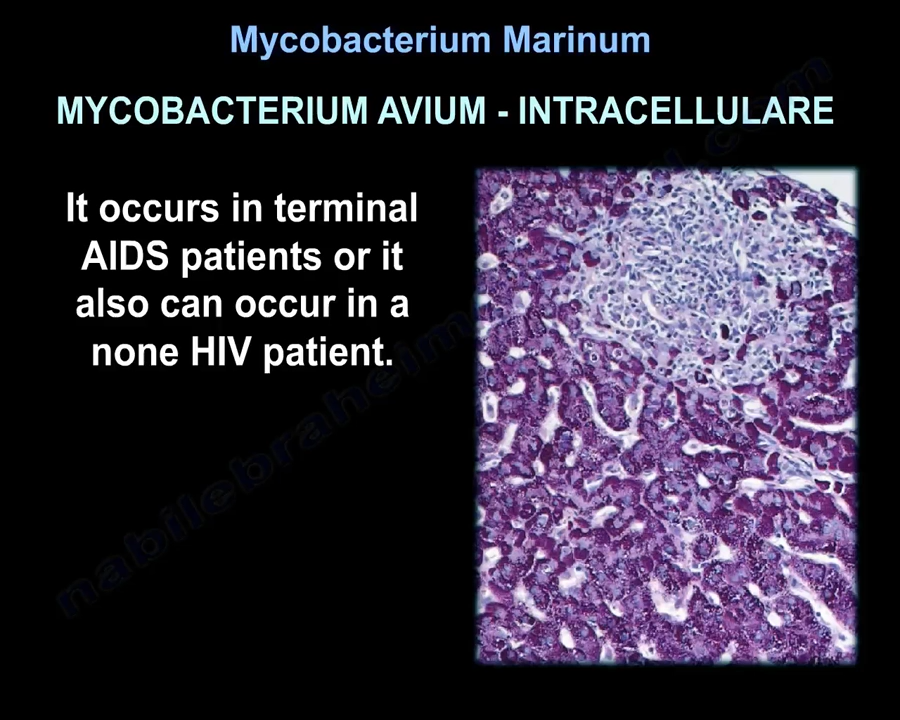 Mycobacterium Marinum
MYCOBACTERIUM AVIUM - INTRACELLULARE
It occurs in terminal
AIDS patients or it
also can occur in a
none HIV patient.